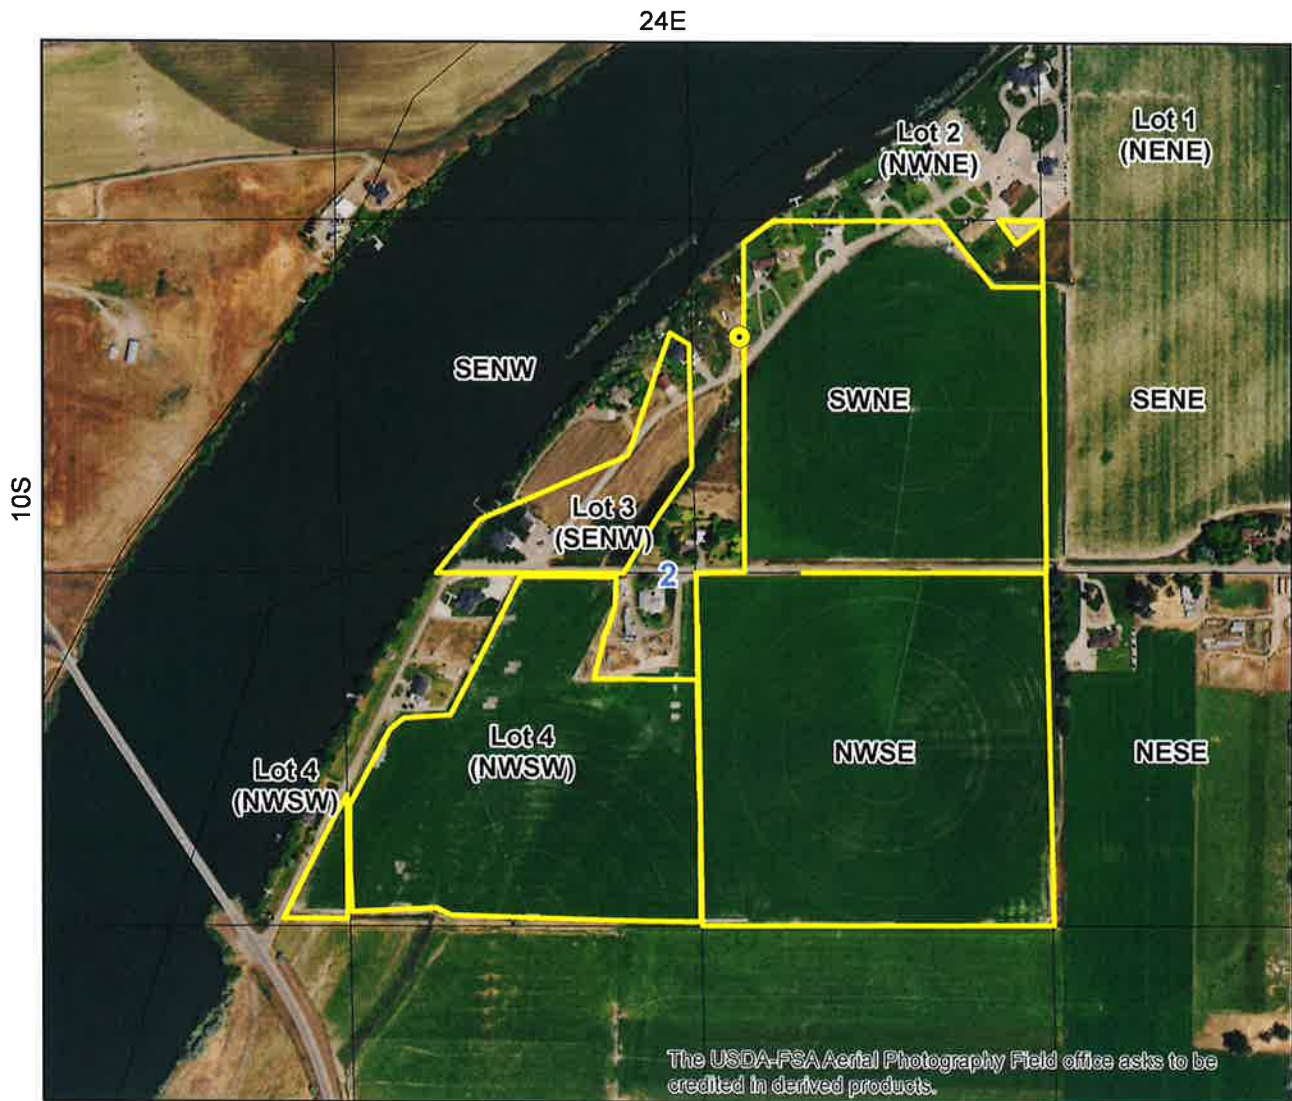 24E
10S
Lot 2
(NWNE)
Lot 1
(NENE)
SENW
SWNE
SENE
Lot 3
(SENW)
2
Lot 4
(NWSW)
Lot 4
(NWSW)
NWSE
NESE
The USDA-FSA Aerial Photography Field office asks to be
credited in derived products.